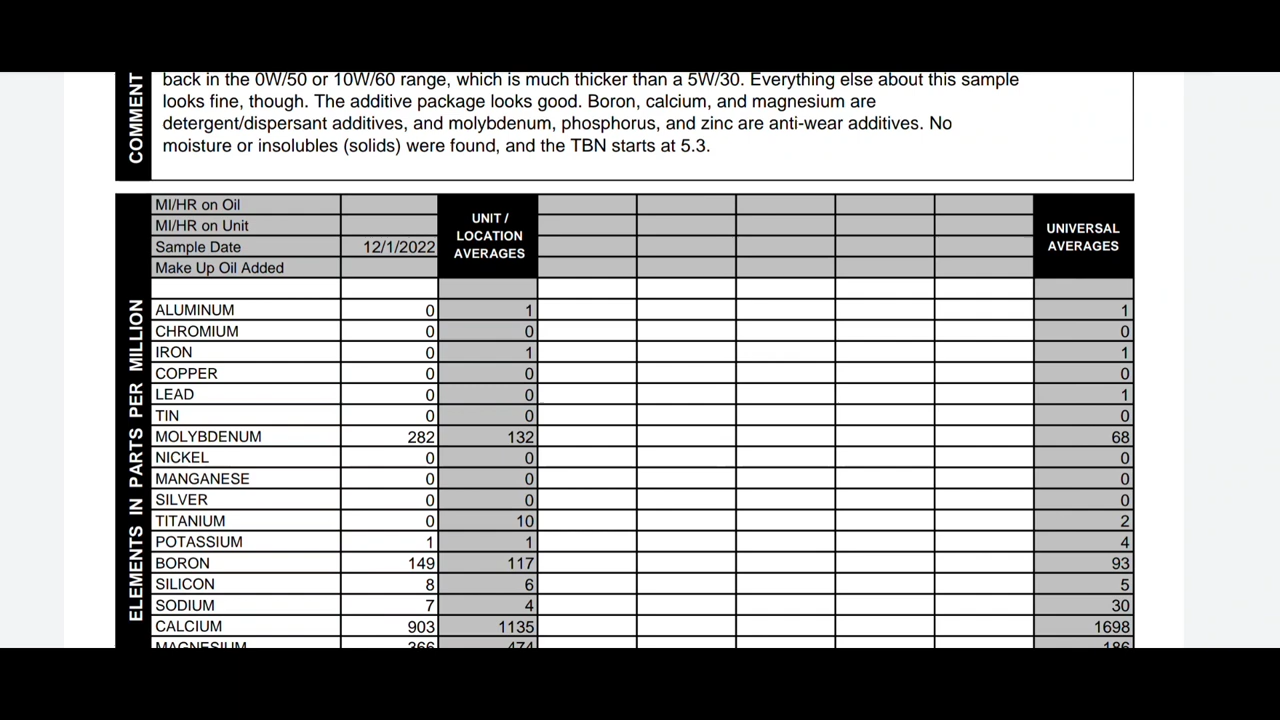 COMMENT
back in the 0W/50 or 10W/60 range, which is much thicker than a 5W/30. Everything else about this sample
looks fine, though. The additive package looks good. Boron, calcium, and magnesium are
detergent/dispersant additives, and molybdenum, phosphorus, and zinc are anti-wear additives. No
moisture or insolubles (solids) were found, and the TBN starts at 5.3.
MI/HR on Oil
MI/HR on Unit
Sample Date 12/1/2022
Make Up Oil Added
UNIT /
LOCATION
AVERAGES
UNIVERSAL
AVERAGES
ELEMENTS IN PARTS PER MILLION
ALUMINUM 0 1 1
CHROMIUM 0 0 0
IRON 0 1 1
COPPER 0 0 0
LEAD 0 0 1
TIN 0 0 0
MOLYBDENUM 282 132 68
NICKEL 0 0 0
MANGANESE 0 0 0
SILVER 0 0 0
TITANIUM 0 10 2
POTASSIUM 1 1 4
BORON 149 117 93
SILICON 8 6 5
SODIUM 7 4 30
CALCIUM 903 1135 1698
MAGNESIUM 366 474 186